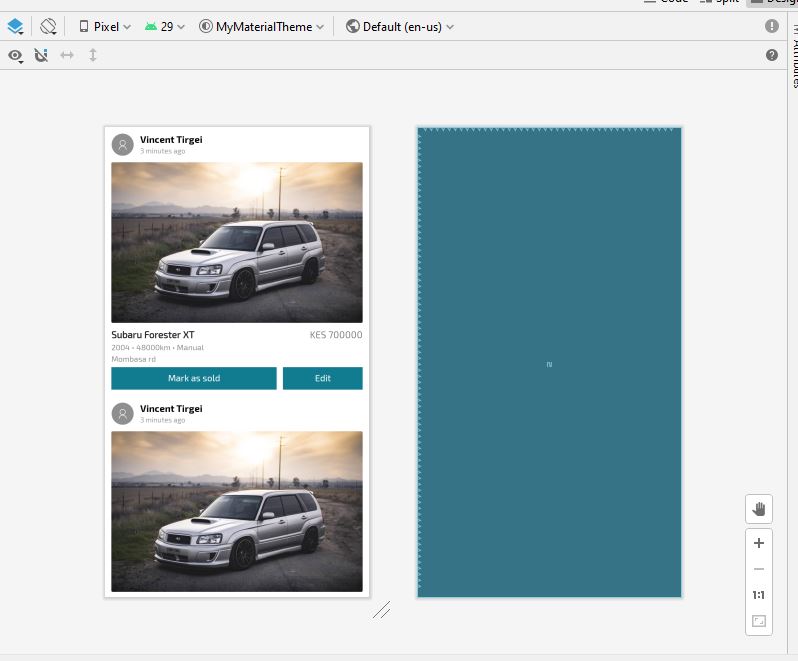 Code Split Design
Pixel 29 MyMaterialTheme Default (en-us)
Attributes
Vincent Tirgei
3 minutes ago
Subaru Forester XT KES 700000
2004 • 48000km • Manual
Mombasa rd
Mark as sold Edit
Vincent Tirgei
3 minutes ago
1:1